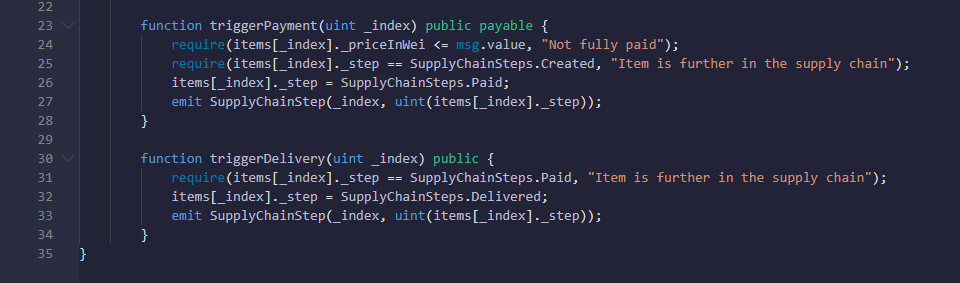 22
23 function triggerPayment(uint _index) public payable {
24 require(items[_index]._priceInWei <= msg.value, "Not fully paid");
25 require(items[_index]._step == SupplyChainSteps.Created, "Item is further in the supply chain");
26 items[_index]._step = SupplyChainSteps.Paid;
27 emit SupplyChainStep(_index, uint(items[_index]._step));
28 }
29
30 function triggerDelivery(uint _index) public {
31 require(items[_index]._step == SupplyChainSteps.Paid, "Item is further in the supply chain");
32 items[_index]._step = SupplyChainSteps.Delivered;
33 emit SupplyChainStep(_index, uint(items[_index]._step));
34 }
35 }